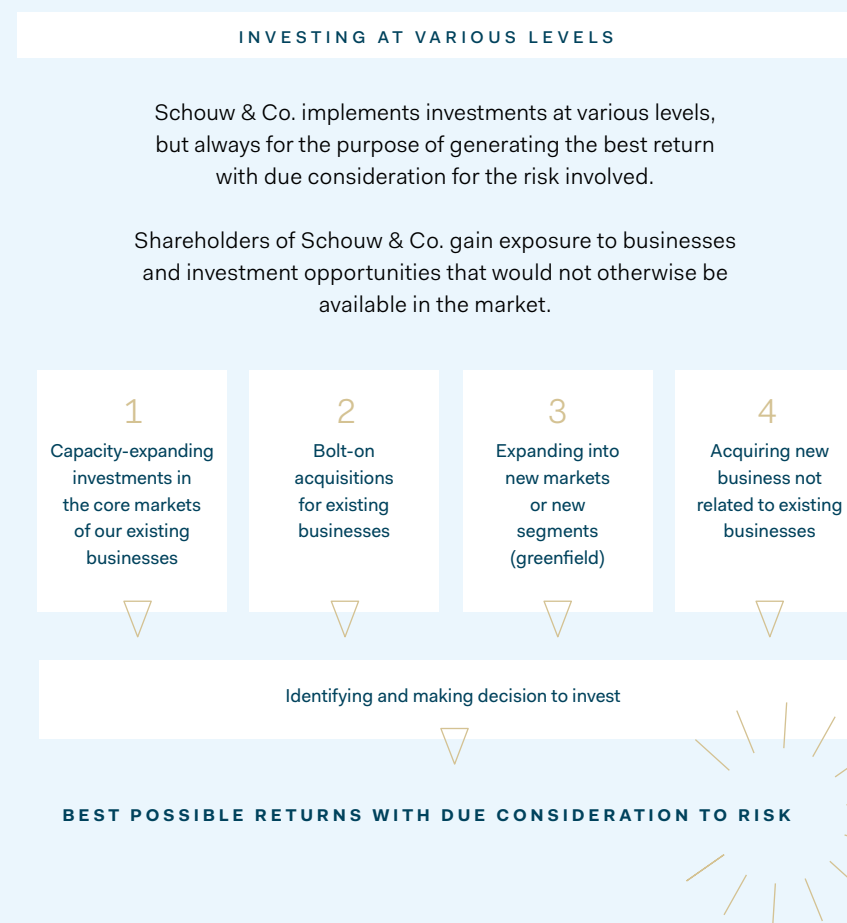 INVESTING AT VARIOUS LEVELS
Schouw & Co. implements investments at various levels,
but always for the purpose of generating the best return
with due consideration for the risk involved.
Shareholders of Schouw & Co. gain exposure to businesses
and investment opportunities that would not otherwise be
available in the market.
1
Capacity-expanding
investments in
the core markets
of our existing
businesses
2
Bolt-on
acquisitions
for existing
businesses
3
Expanding into
new markets
or new
segments
(greenfield)
4
Acquiring new
business not
related to existing
businesses
Identifying and making decision to invest
BEST POSSIBLE RETURNS WITH DUE CONSIDERATION TO RISK